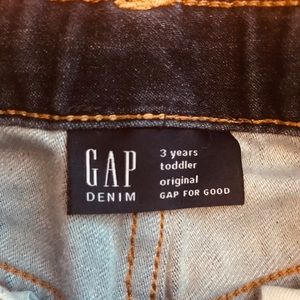 GAP
DENIM
3 years
toddler
original
GAP FOR GOOD